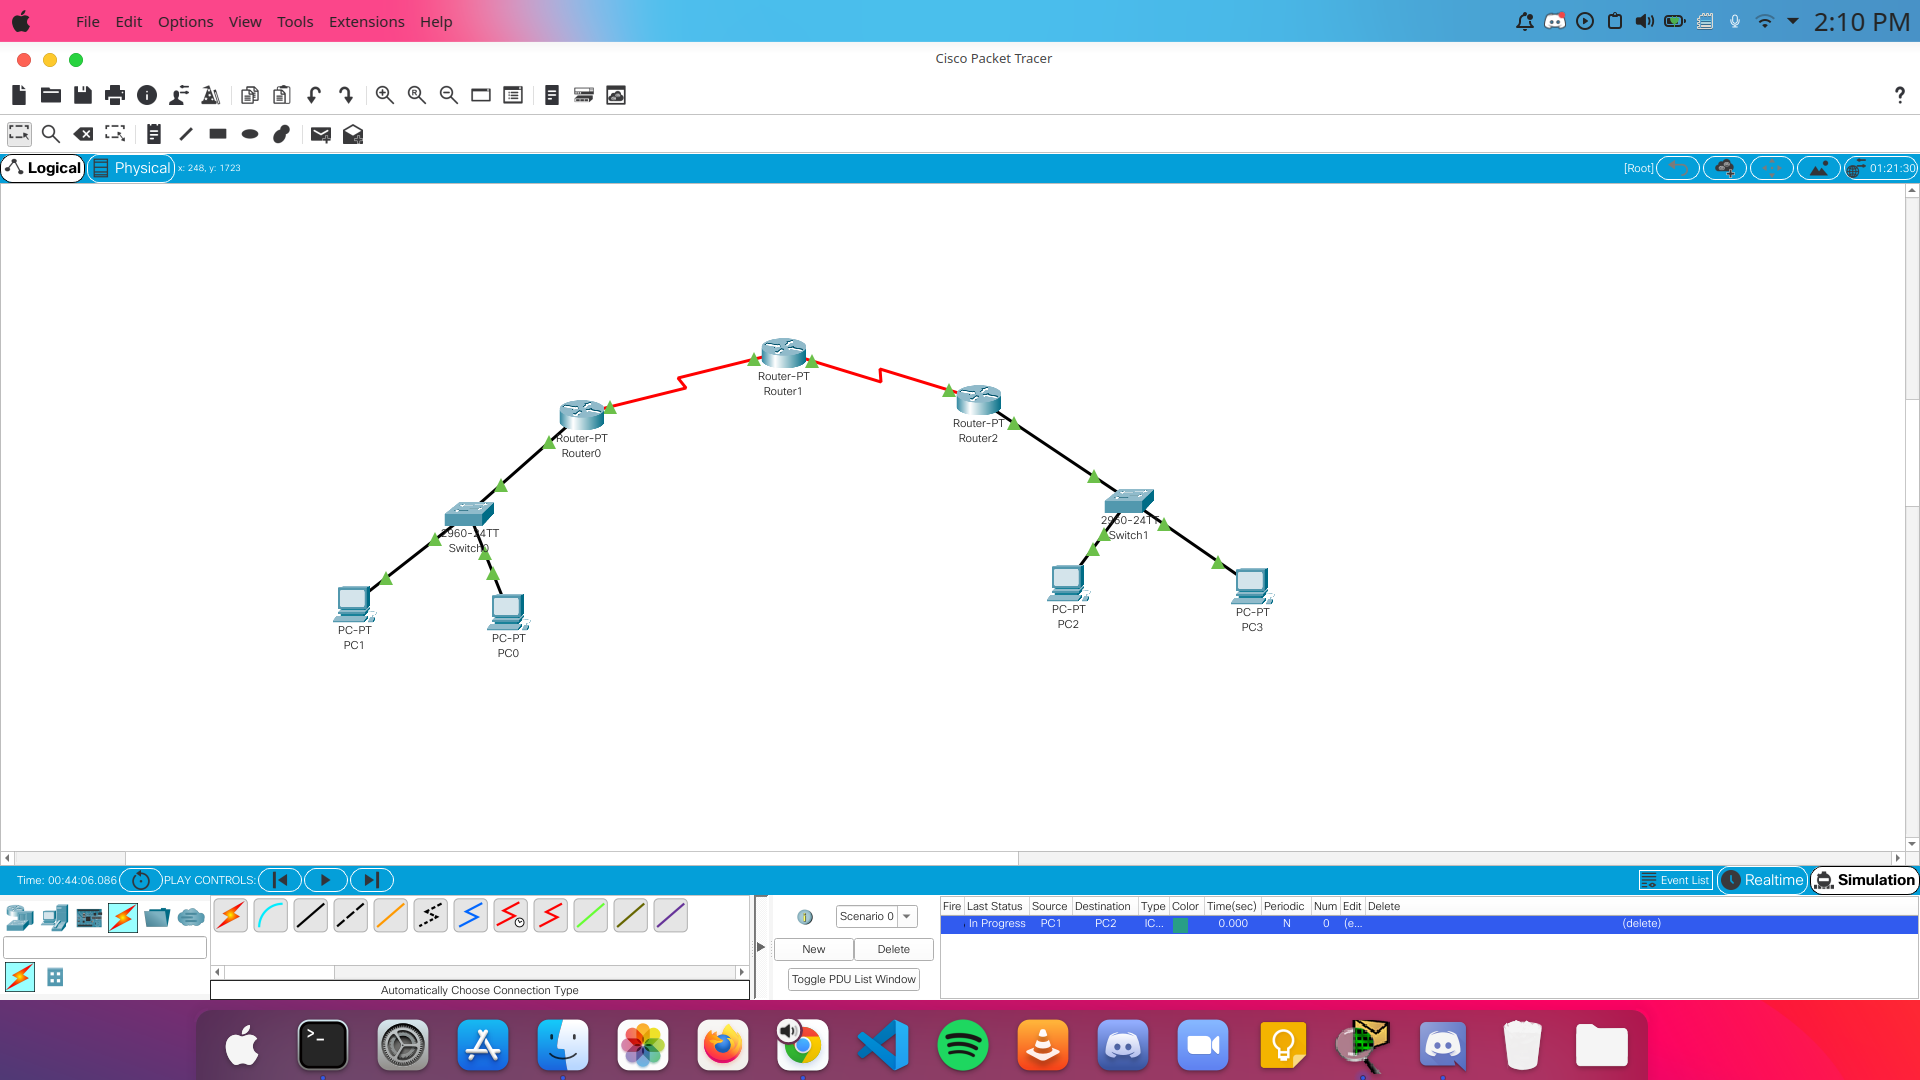 File Edit Options View Tools Extensions Help
2:10 PM
Cisco Packet Tracer
?
Logical
Physical
x: 248, y: 1723
[Root]
01:21:30
Router-PT
Router1
Router-PT
Router0
Router-PT
Router2
2960-24TT
Switch0
2960-24TT
Switch1
PC-PT
PC1
PC-PT
PC0
PC-PT
PC2
PC-PT
PC3
Time: 00:44:06.086
PLAY CONTROLS:
Event List
Realtime
Simulation
Scenario 0
New
Delete
Toggle PDU List Window
Fire Last Status Source Destination Type Color Time(sec) Periodic Num Edit Delete
In Progress PC1 PC2 IC... 0.000 N 0 (e... (delete)
Automatically Choose Connection Type